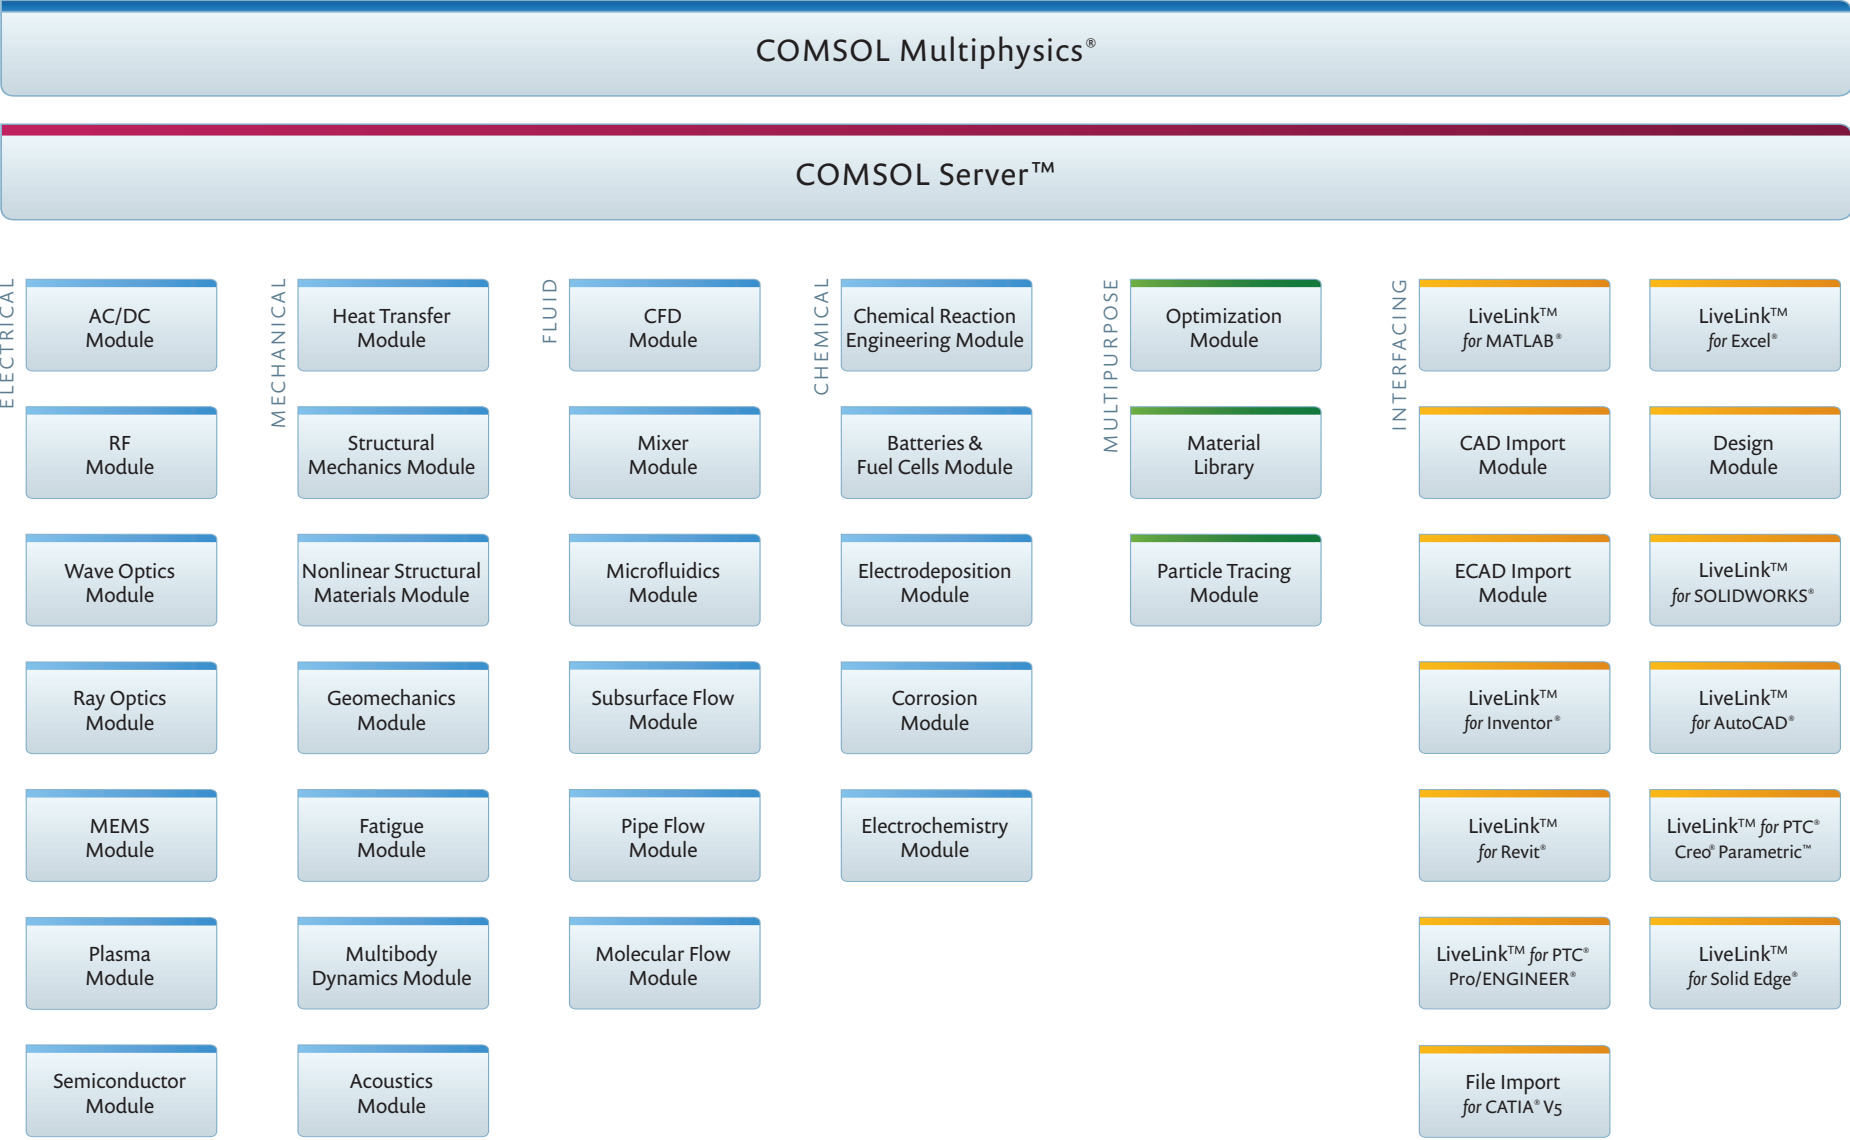 COMSOL Multiphysics®
COMSOL Server™
ELECTRICAL
AC/DC
Module
RF
Module
Wave Optics
Module
Ray Optics
Module
MEMS
Module
Plasma
Module
Semiconductor
Module
MECHANICAL
Heat Transfer
Module
Structural
Mechanics Module
Nonlinear Structural
Materials Module
Geomechanics
Module
Fatigue
Module
Multibody
Dynamics Module
Acoustics
Module
FLUID
CFD
Module
Mixer
Module
Microfluidics
Module
Subsurface Flow
Module
Pipe Flow
Module
Molecular Flow
Module
CHEMICAL
Chemical Reaction
Engineering Module
Batteries &
Fuel Cells Module
Electrodeposition
Module
Corrosion
Module
Electrochemistry
Module
MULTIPURPOSE
Optimization
Module
Material
Library
Particle Tracing
Module
INTERFACING
LiveLink™
for MATLAB®
CAD Import
Module
ECAD Import
Module
LiveLink™
for Inventor®
LiveLink™
for Revit®
LiveLink™ for PTC®
Pro/ENGINEER®
File Import
for CATIA® V5
LiveLink™
for Excel®
Design
Module
LiveLink™
for SOLIDWORKS®
LiveLink™
for AutoCAD®
LiveLink™ for PTC®
Creo® Parametric™
LiveLink™
for Solid Edge®